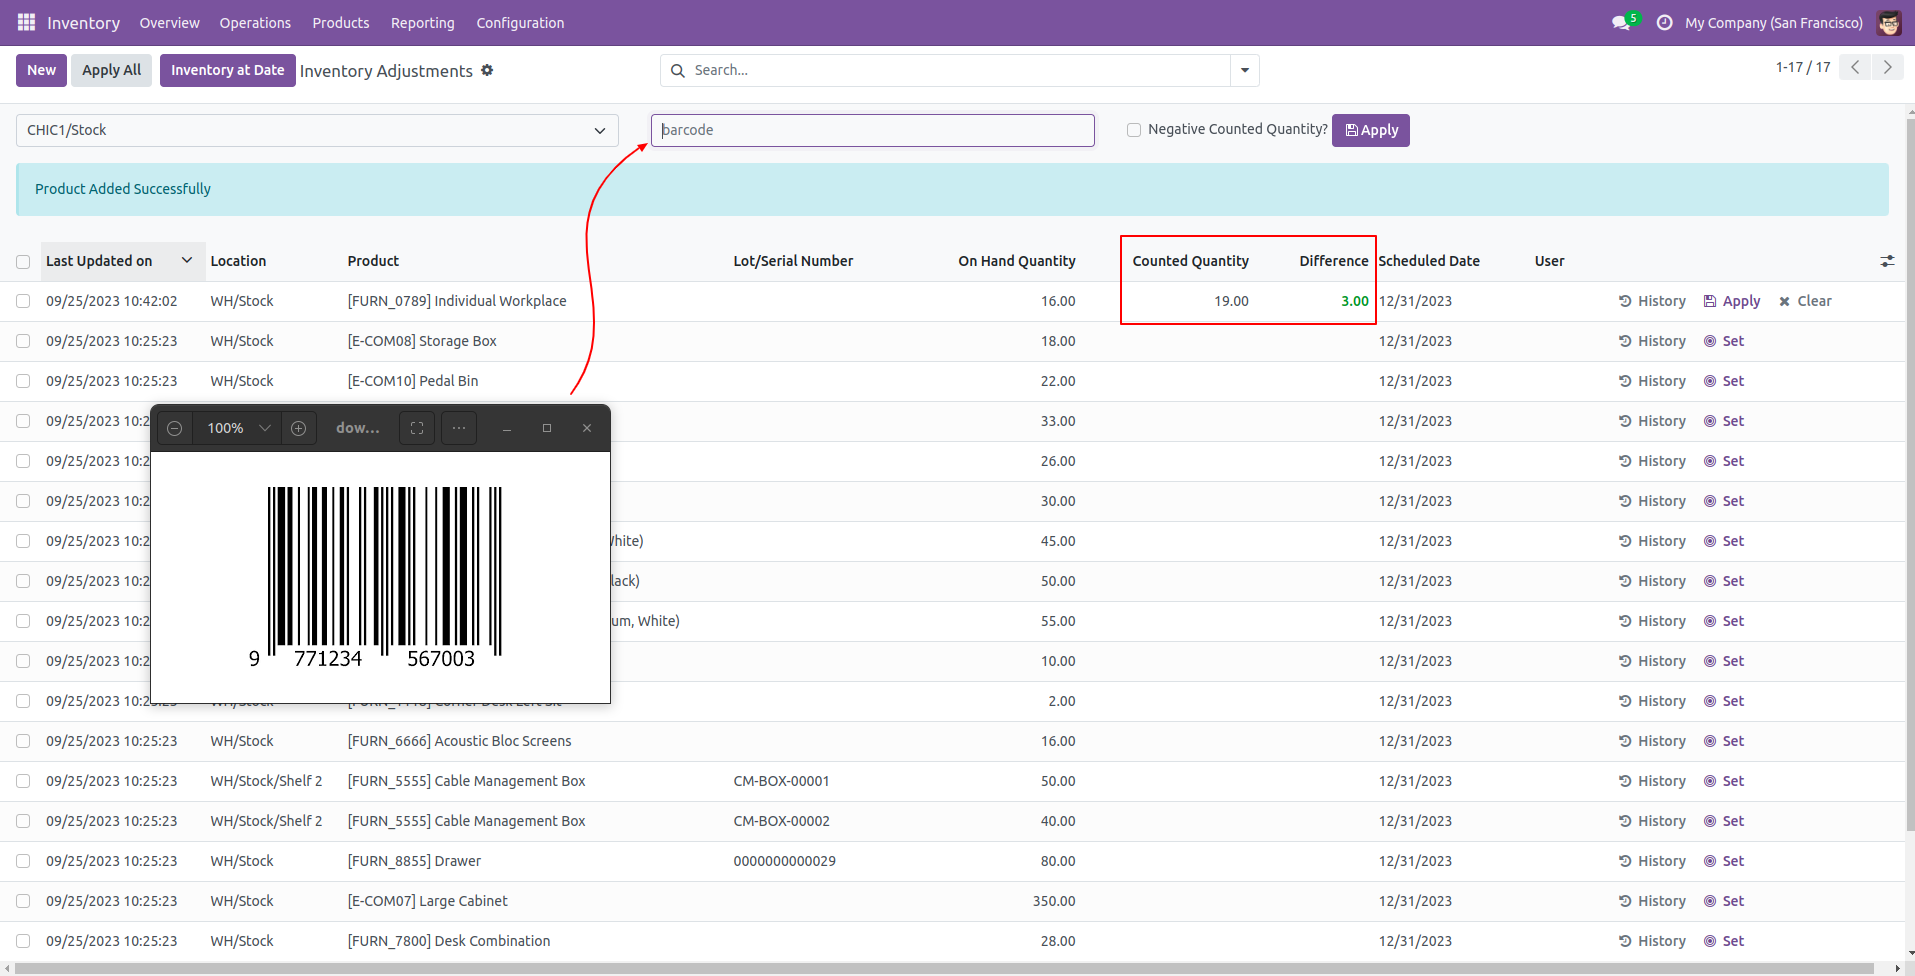 Inventory Overview Operations Products Reporting Configuration 5 My Company (San Francisco)
New Apply All Inventory at Date Inventory Adjustments Search... 1-17 / 17
CHIC1/Stock barcode Negative Counted Quantity? Apply
Product Added Successfully
Last Updated on Location Product Lot/Serial Number On Hand Quantity Counted Quantity Difference Scheduled Date User
09/25/2023 10:42:02 WH/Stock [FURN_0789] Individual Workplace 16.00 19.00 3.00 12/31/2023 History Apply Clear
09/25/2023 10:25:23 WH/Stock [E-COM08] Storage Box 18.00 12/31/2023 History Set
09/25/2023 10:25:23 WH/Stock [E-COM10] Pedal Bin 22.00 12/31/2023 History Set
09/25/2023 10:2 33.00 12/31/2023 History Set
100% dow...
09/25/2023 10:2 26.00 12/31/2023 History Set
09/25/2023 10:2 30.00 12/31/2023 History Set
09/25/2023 10:2 hite) 45.00 12/31/2023 History Set
09/25/2023 10:2 lack) 50.00 12/31/2023 History Set
09/25/2023 10:2 um, White) 55.00 12/31/2023 History Set
09/25/2023 10:2 10.00 12/31/2023 History Set
9 771234 567003
09/25/2023 10:25:23 WH/Stock 2.00 12/31/2023 History Set
09/25/2023 10:25:23 WH/Stock [FURN_6666] Acoustic Bloc Screens 16.00 12/31/2023 History Set
09/25/2023 10:25:23 WH/Stock/Shelf 2 [FURN_5555] Cable Management Box CM-BOX-00001 50.00 12/31/2023 History Set
09/25/2023 10:25:23 WH/Stock/Shelf 2 [FURN_5555] Cable Management Box CM-BOX-00002 40.00 12/31/2023 History Set
09/25/2023 10:25:23 WH/Stock [FURN_8855] Drawer 0000000000029 80.00 12/31/2023 History Set
09/25/2023 10:25:23 WH/Stock [E-COM07] Large Cabinet 350.00 12/31/2023 History Set
09/25/2023 10:25:23 WH/Stock [FURN_7800] Desk Combination 28.00 12/31/2023 History Set